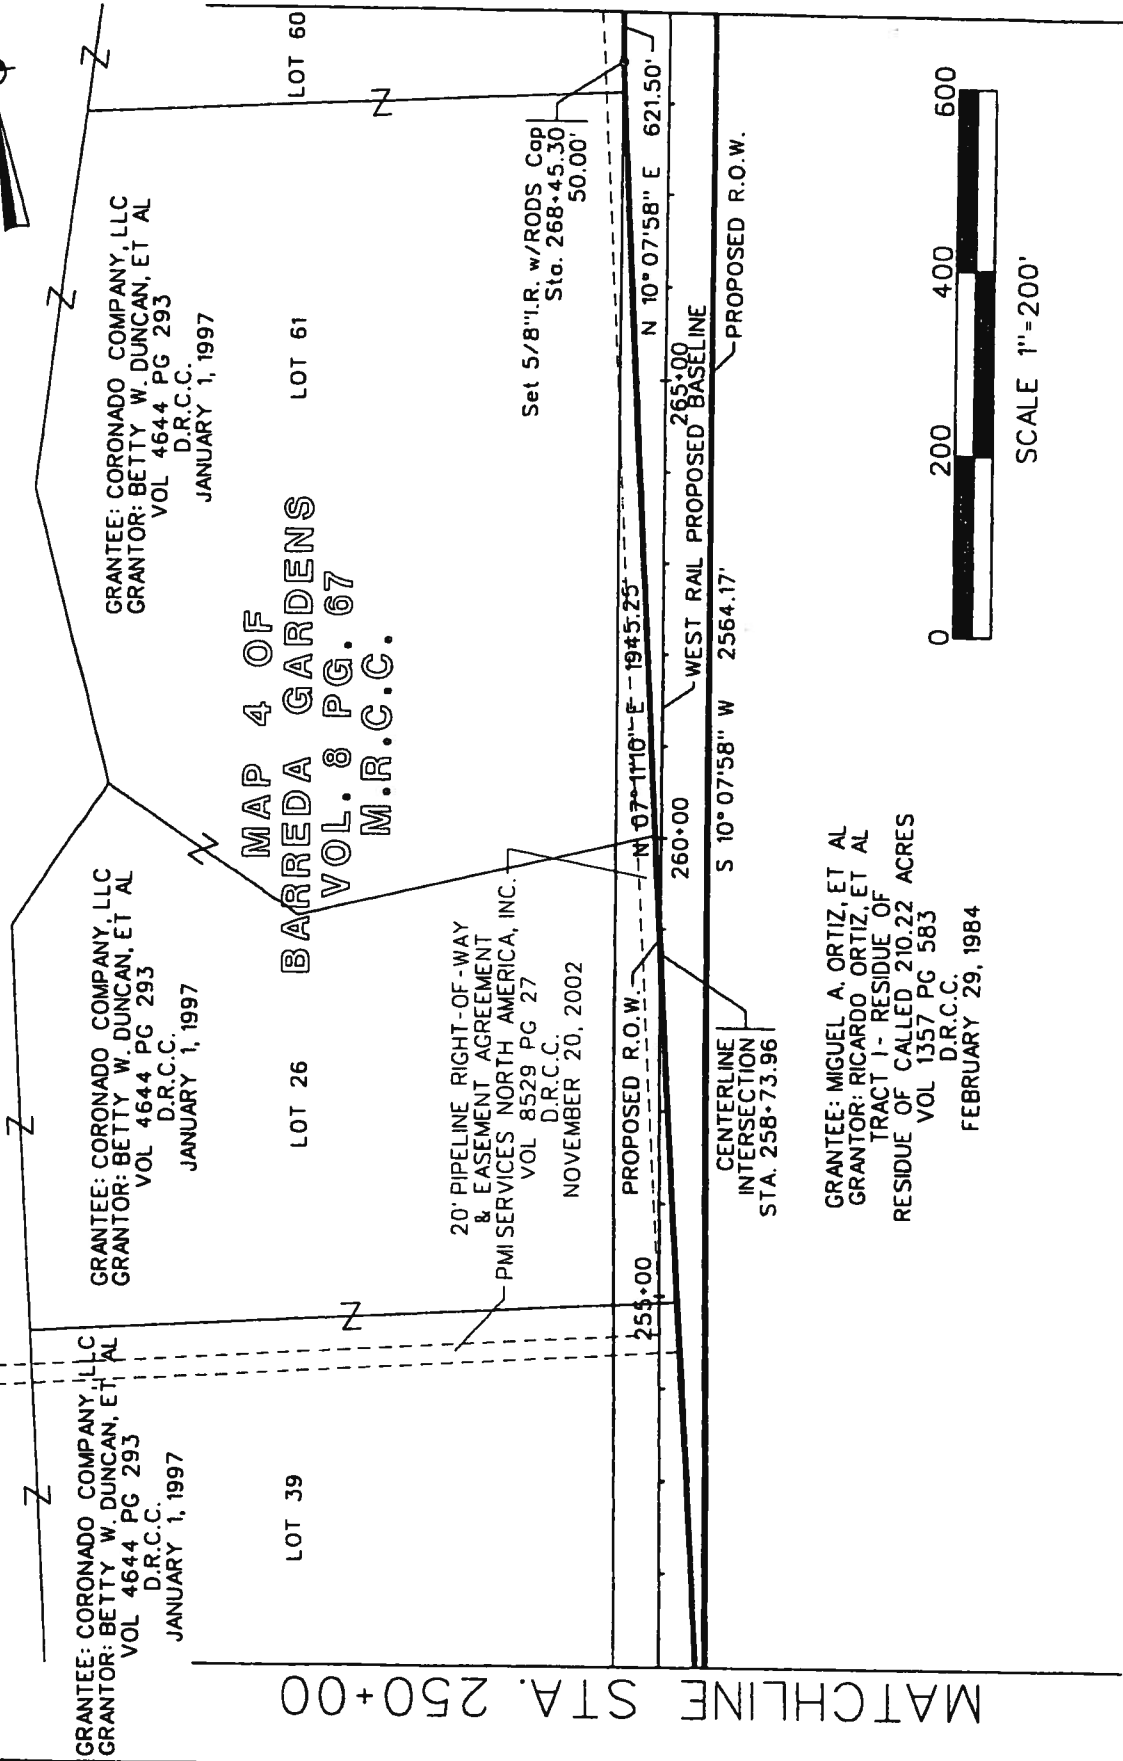 GRANTEE: CORONADO COMPANY, LLC
GRANTOR: BETTY W. DUNCAN, ET AL
VOL 4644 PG 293
D.R.C.C.
JANUARY 1, 1997
LOT 39
GRANTEE: CORONADO COMPANY, LLC
GRANTOR: BETTY W. DUNCAN, ET AL
VOL 4644 PG 293
D.R.C.C.
JANUARY 1, 1997
LOT 26
GRANTEE: CORONADO COMPANY, LLC
GRANTOR: BETTY W. DUNCAN, ET AL
VOL 4644 PG 293
D.R.C.C.
JANUARY 1, 1997
LOT 61
LOT 60
MAP 4 OF
BARREDA GARDENS
VOL. 8 PG. 67
M.R.C.C.
20' PIPELINE RIGHT-OF-WAY
& EASEMENT AGREEMENT
PMI SERVICES NORTH AMERICA, INC.
VOL 8529 PG 27
D.R.C.C.
NOVEMBER 20, 2002
Set 5/8"I.R. w/RODS Cap
Sta. 268+45.30
50.00'
PROPOSED R.O.W.
N 07°11'10" E 1945.25'
N 10°07'58" E 621.50'
255+00
260+00
265+00
WEST RAIL PROPOSED BASELINE
PROPOSED R.O.W.
S 10°07'58" W 2564.17'
CENTERLINE
INTERSECTION
STA. 258+73.96
GRANTEE: MIGUEL A. ORTIZ, ET AL
GRANTOR: RICARDO ORTIZ, ET AL
TRACT I - RESIDUE OF
RESIDUE OF CALLED 210.22 ACRES
VOL 1357 PG 583
D.R.C.C.
FEBRUARY 29, 1984
0 200 400 600
SCALE 1"=200'
MATCHLINE STA. 250+00